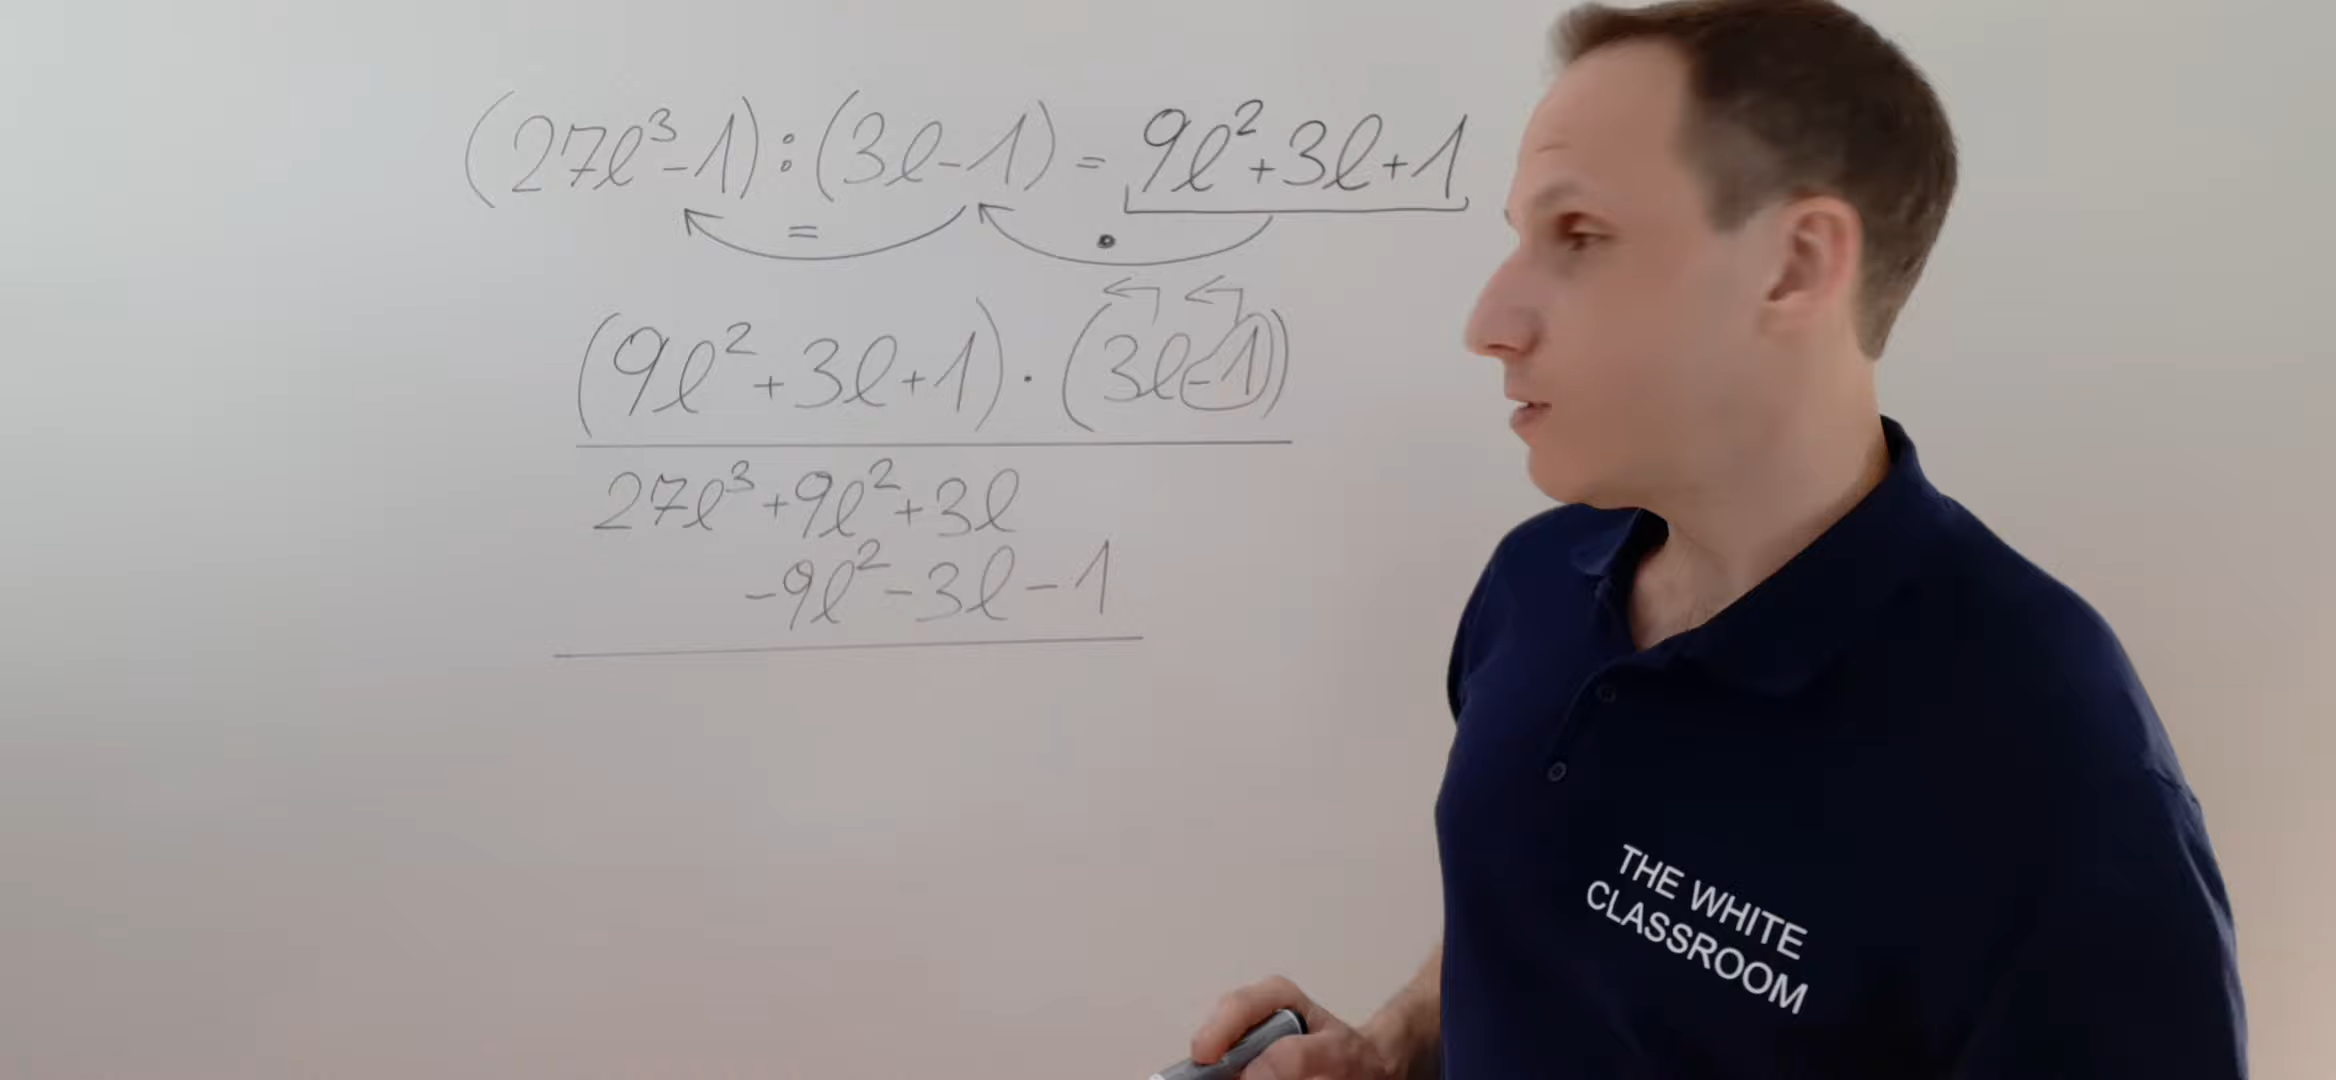 (27ℓ³-1):(3ℓ-1) = 9ℓ²+3ℓ+1
= •
(9ℓ²+3ℓ+1)·(3ℓ-1)
27ℓ³+9ℓ²+3ℓ
-9ℓ²-3ℓ-1
THE WHITE
CLASSROOM